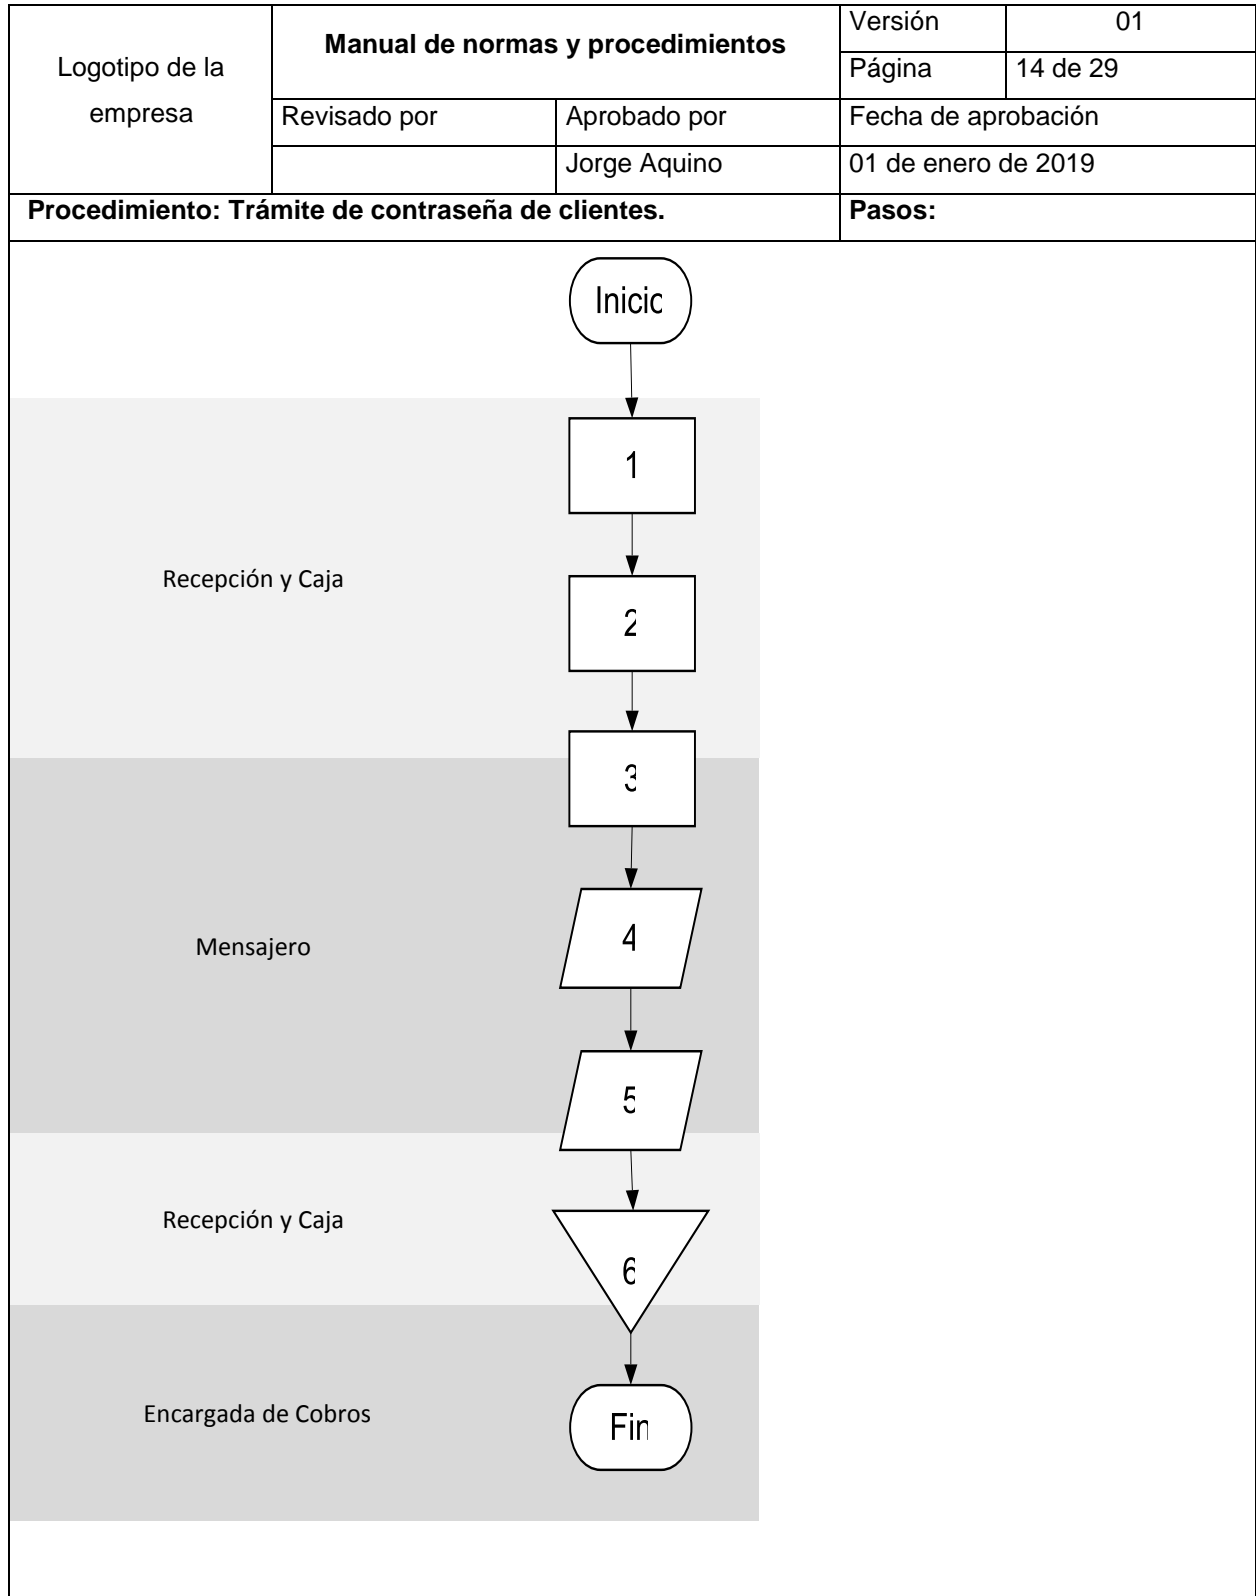 Logotipo de la
empresa
Manual de normas y procedimientos
Versión 01
Página 14 de 29
Revisado por Aprobado por Fecha de aprobación
Jorge Aquino 01 de enero de 2019
Procedimiento: Trámite de contraseña de clientes. Pasos:
Inicio
1
Recepción y Caja
2
3
Mensajero
4
5
Recepción y Caja
6
Encargada de Cobros
Fin